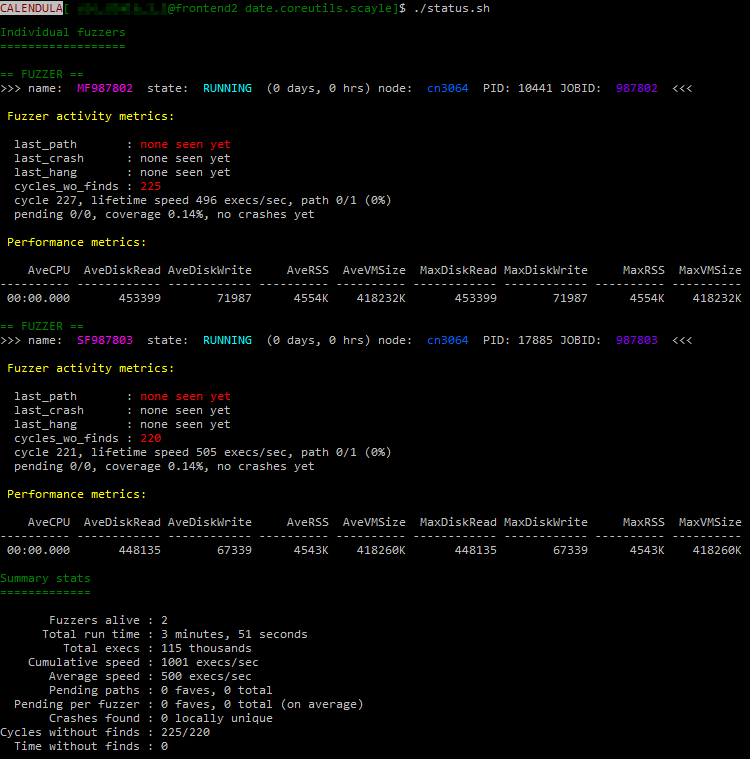 CALENDULA[ @frontend2 date.coreutils.scayle]$ ./status.sh
Individual fuzzers
==================
== FUZZER ==
>>> name:  MF987802  state:  RUNNING  (0 days, 0 hrs) node:  cn3064  PID: 10441 JOBID:  987802  <<<
Fuzzer activity metrics:
last_path       : none seen yet
last_crash      : none seen yet
last_hang       : none seen yet
cycles_wo_finds : 225
cycle 227, lifetime speed 496 execs/sec, path 0/1 (0%)
pending 0/0, coverage 0.14%, no crashes yet
Performance metrics:
    AveCPU  AveDiskRead AveDiskWrite     AveRSS  AveVMSize  MaxDiskRead MaxDiskWrite     MaxRSS  MaxVMSize
---------- ------------ ------------ ---------- ---------- ------------ ------------ ---------- ----------
 00:00.000       453399        71987      4554K    418232K       453399        71987      4554K    418232K
== FUZZER ==
>>> name:  SF987803  state:  RUNNING  (0 days, 0 hrs) node:  cn3064  PID: 17885 JOBID:  987803  <<<
Fuzzer activity metrics:
last_path       : none seen yet
last_crash      : none seen yet
last_hang       : none seen yet
cycles_wo_finds : 220
cycle 221, lifetime speed 505 execs/sec, path 0/1 (0%)
pending 0/0, coverage 0.14%, no crashes yet
Performance metrics:
    AveCPU  AveDiskRead AveDiskWrite     AveRSS  AveVMSize  MaxDiskRead MaxDiskWrite     MaxRSS  MaxVMSize
---------- ------------ ------------ ---------- ---------- ------------ ------------ ---------- ----------
 00:00.000       448135        67339      4543K    418260K       448135        67339      4543K    418260K
Summary stats
=============
Fuzzers alive : 2
Total run time : 3 minutes, 51 seconds
Total execs : 115 thousands
Cumulative speed : 1001 execs/sec
Average speed : 500 execs/sec
Pending paths : 0 faves, 0 total
Pending per fuzzer : 0 faves, 0 total (on average)
Crashes found : 0 locally unique
Cycles without finds : 225/220
Time without finds : 0